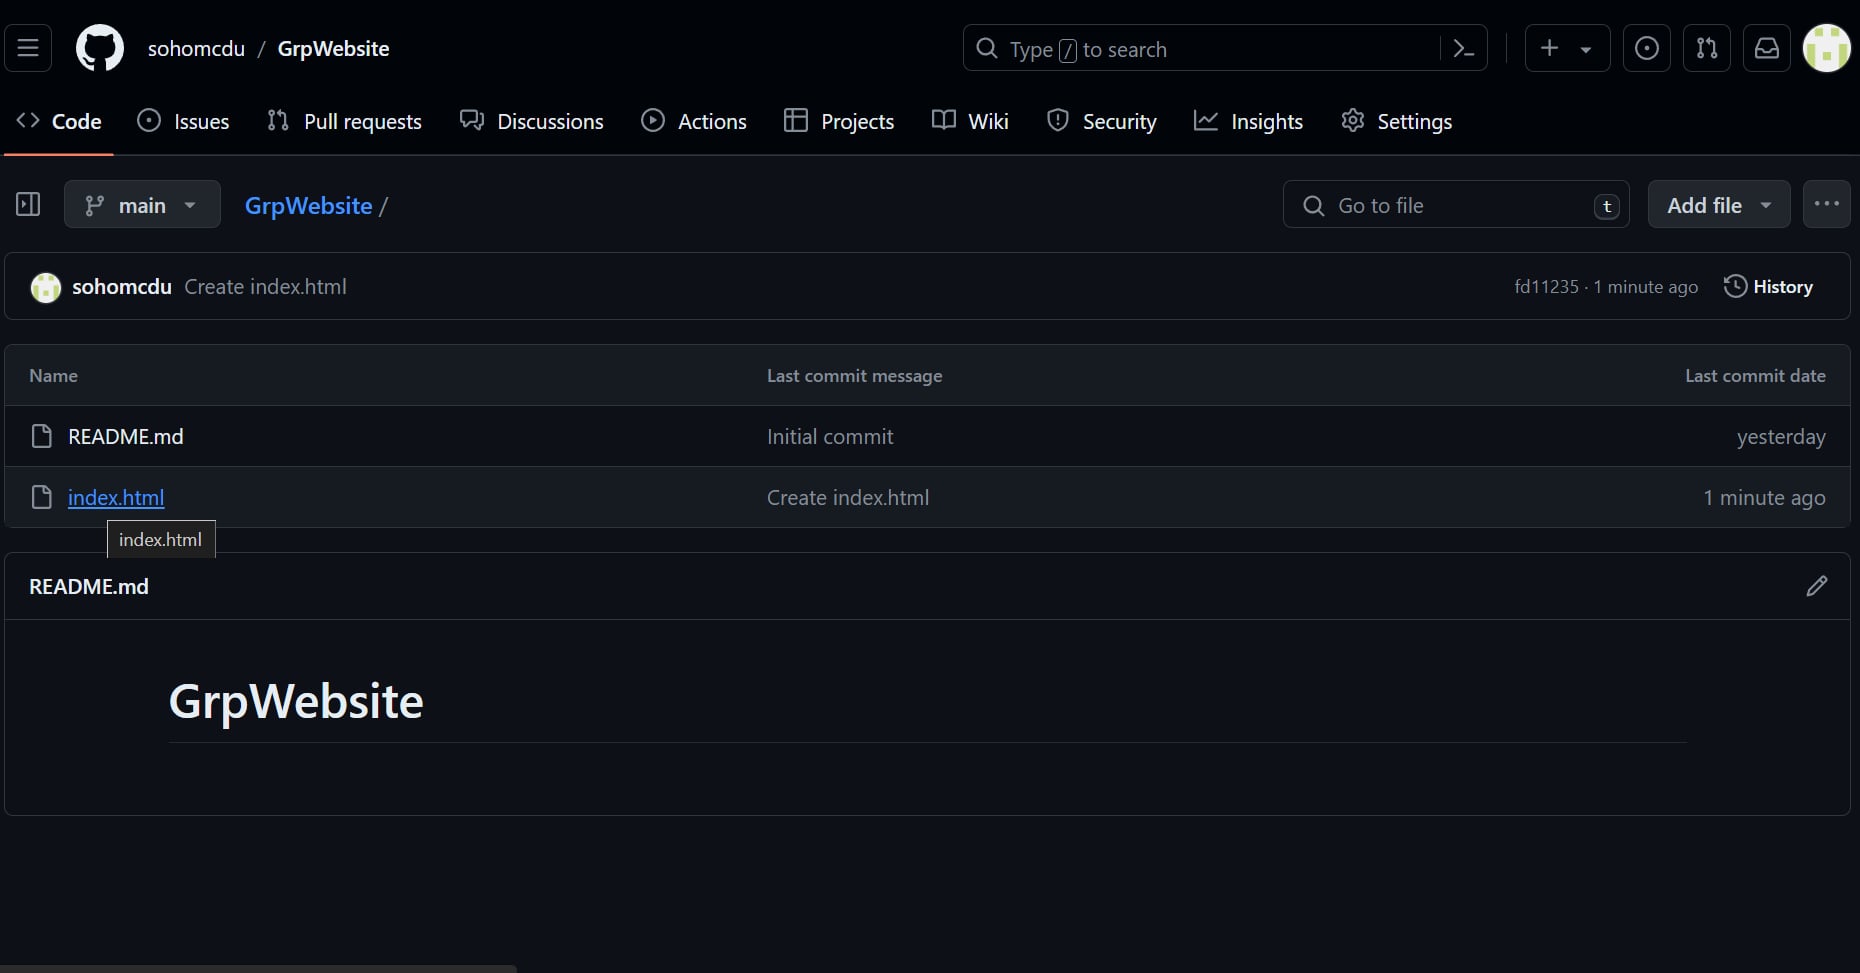 sohomcdu / GrpWebsite
Type / to search
Code Issues Pull requests Discussions Actions Projects Wiki Security Insights Settings
main GrpWebsite / Go to file t Add file
sohomcdu Create index.html fd11235 · 1 minute ago History
Name Last commit message Last commit date
README.md Initial commit yesterday
index.html Create index.html 1 minute ago
index.html
README.md
GrpWebsite